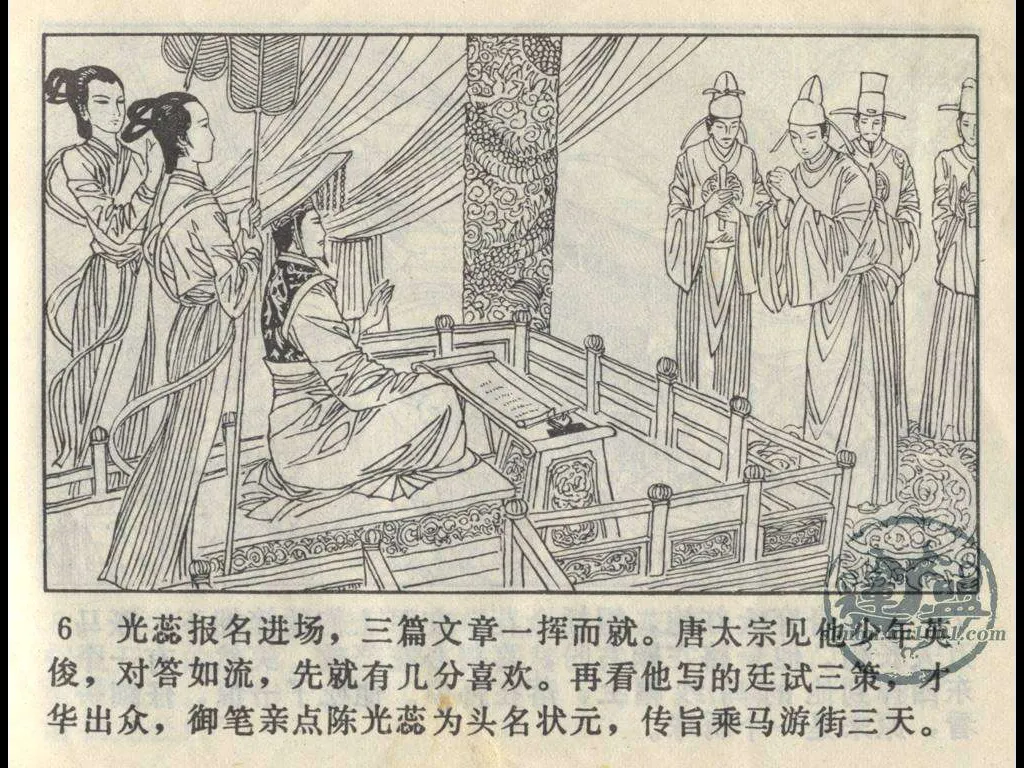 6 光蕊报名进场，三篇文章一挥而就。唐太宗见他少年英
俊，对答如流，先就有几分喜欢。再看他写的廷试三策，才
华出众，御笔亲点陈光蕊为头名状元，传旨乘马游街三天。